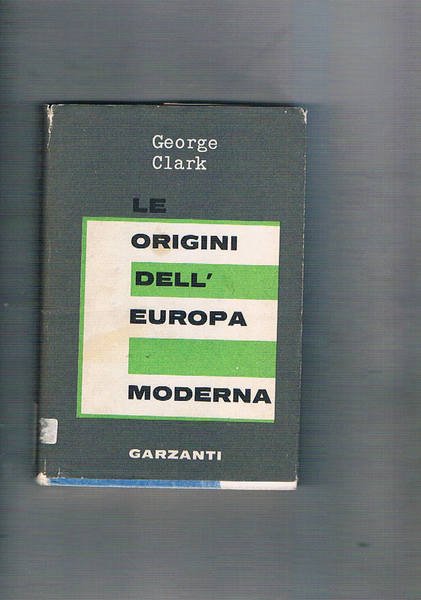 George
Clark
LE
ORIGINI
DELL'
EUROPA
MODERNA
GARZANTI